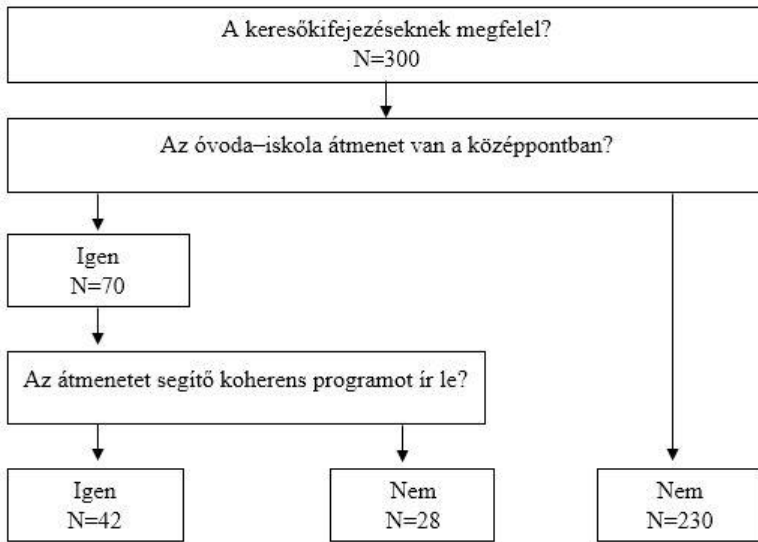 A keresőkifejezéseknek megfelel?
N=300
Az óvoda–iskola átmenet van a középpontban?
Igen
N=70
Az átmenetet segítő koherens programot ír le?
Igen
N=42
Nem
N=28
Nem
N=230